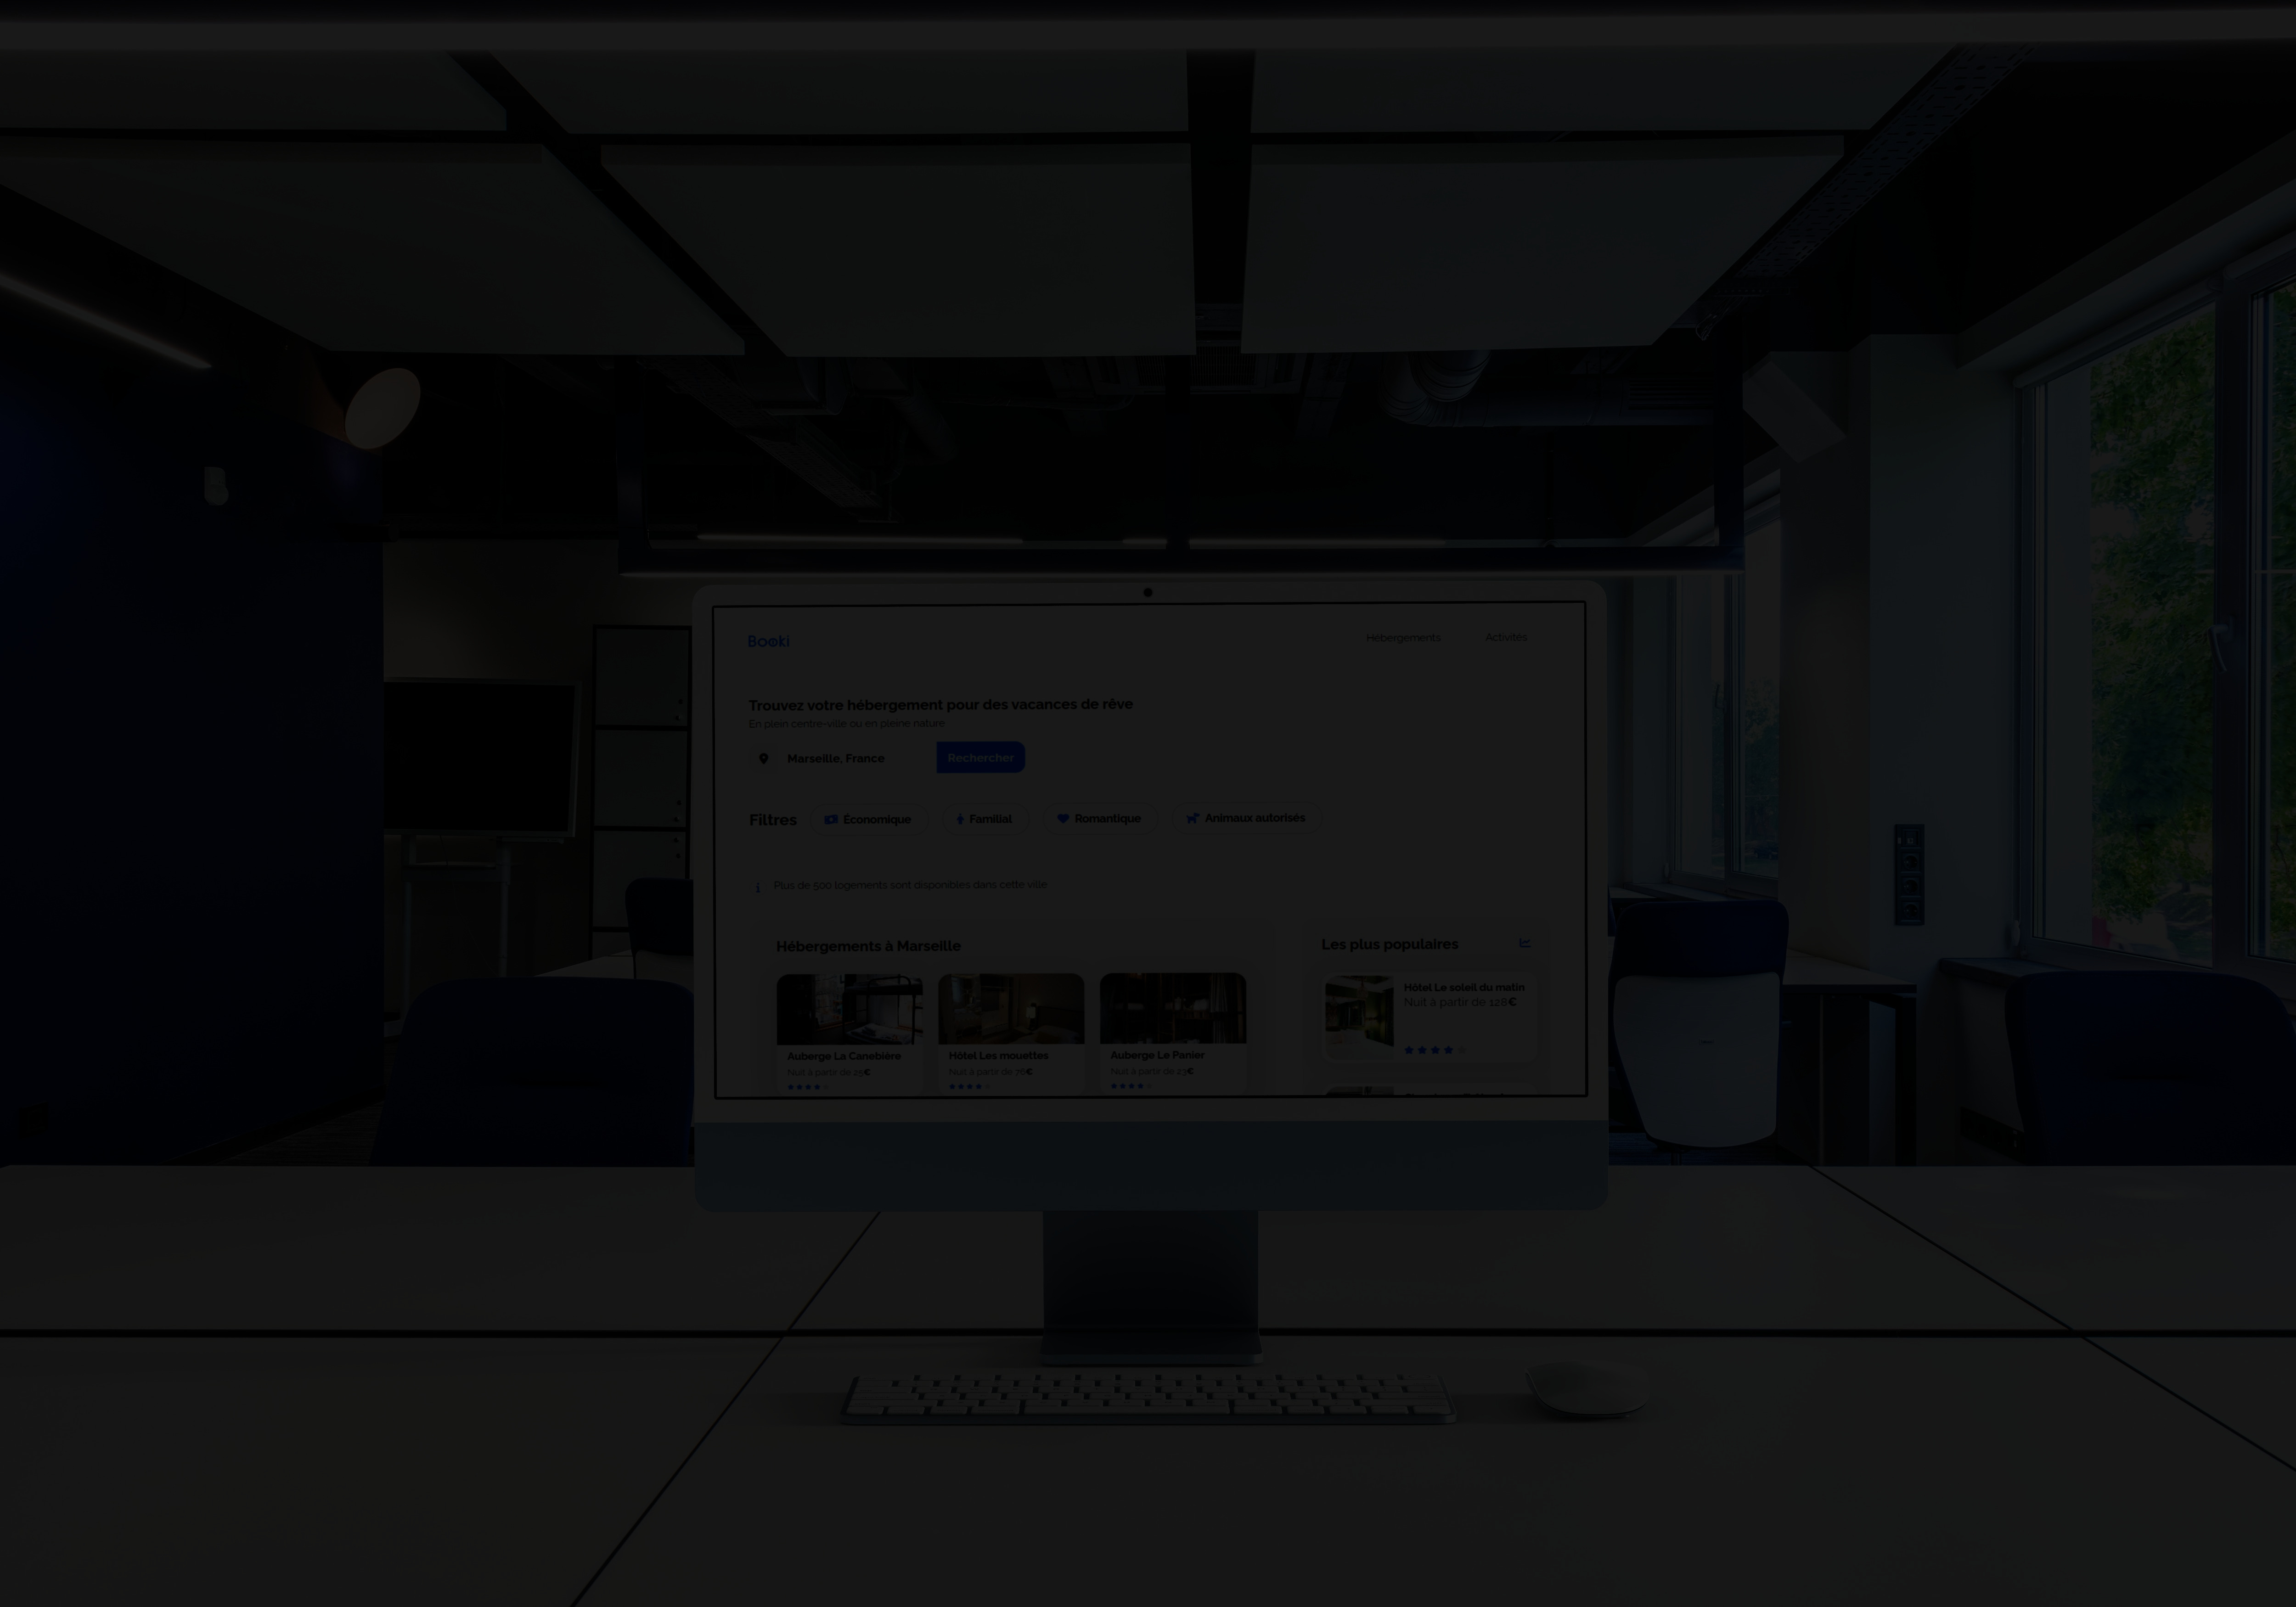 Booki
Hébergements
Activités
Trouvez votre hébergement pour des vacances de rêve
En plein centre-ville ou en pleine nature
Marseille, France
Rechercher
Filtres
Économique
Familial
Romantique
Animaux autorisés
Plus de 500 logements sont disponibles dans cette ville
Hébergements à Marseille
Auberge La Canebière
Nuit à partir de 25€
Hôtel Les mouettes
Nuit à partir de 76€
Auberge Le Panier
Nuit à partir de 23€
Les plus populaires
Hôtel Le soleil du matin
Nuit à partir de 128€